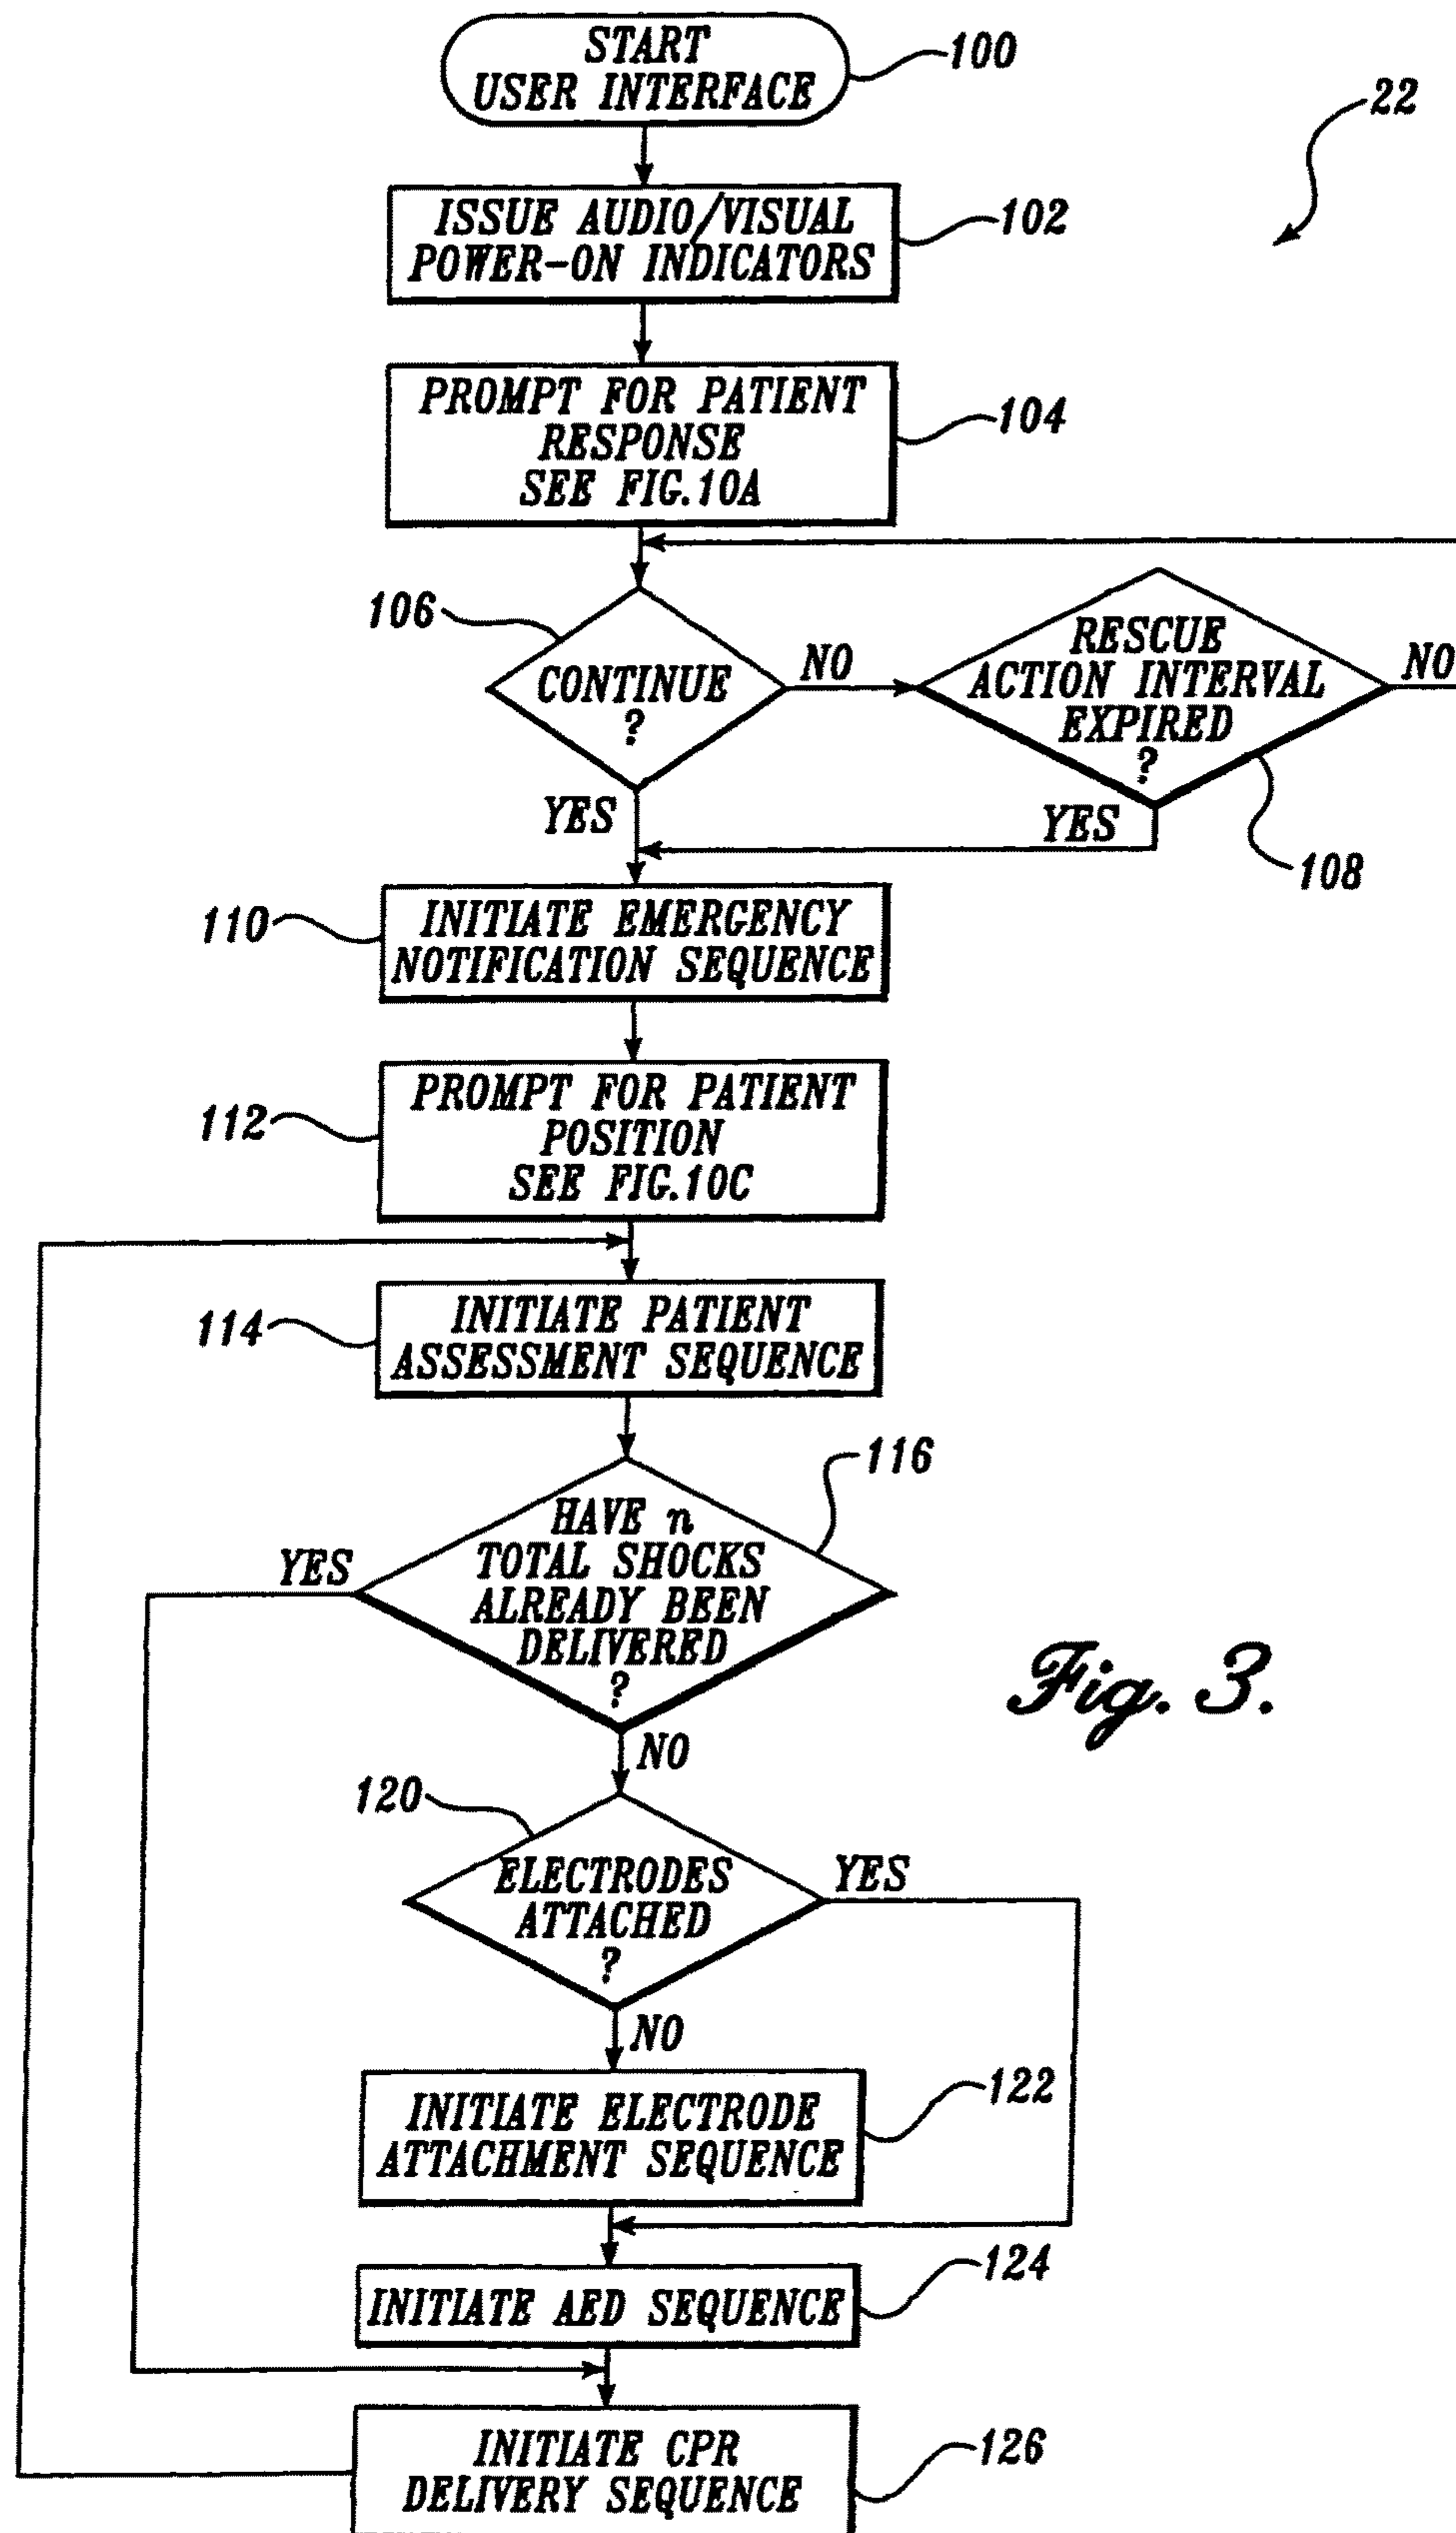 START
USER INTERFACE
100
22
ISSUE AUDIO/VISUAL
POWER-ON INDICATORS
102
PROMPT FOR PATIENT
RESPONSE
SEE FIG.10A
104
106
CONTINUE
?
NO
YES
RESCUE
ACTION INTERVAL
EXPIRED
?
NO
YES
108
110
INITIATE EMERGENCY
NOTIFICATION SEQUENCE
112
PROMPT FOR PATIENT
POSITION
SEE FIG.10C
114
INITIATE PATIENT
ASSESSMENT SEQUENCE
116
HAVE n
TOTAL SHOCKS
ALREADY BEEN
DELIVERED
?
YES
NO
Fig. 3.
120
ELECTRODES
ATTACHED
?
YES
NO
122
INITIATE ELECTRODE
ATTACHMENT SEQUENCE
124
INITIATE AED SEQUENCE
126
INITIATE CPR
DELIVERY SEQUENCE